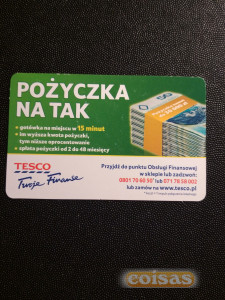 POŻYCZKA
NA TAK
• gotówka na miejscu w 15 minut
• im wyższa kwota pożyczki,
tym niższe oprocentowanie
• spłata pożyczki od 2 do 48 miesięcy
TESCO
Twoje Finanse
Przyjdź do punktu Obsługi Finansowej
w sklepie lub zadzwoń:
lub zamów na www.tesco.pl
coisas